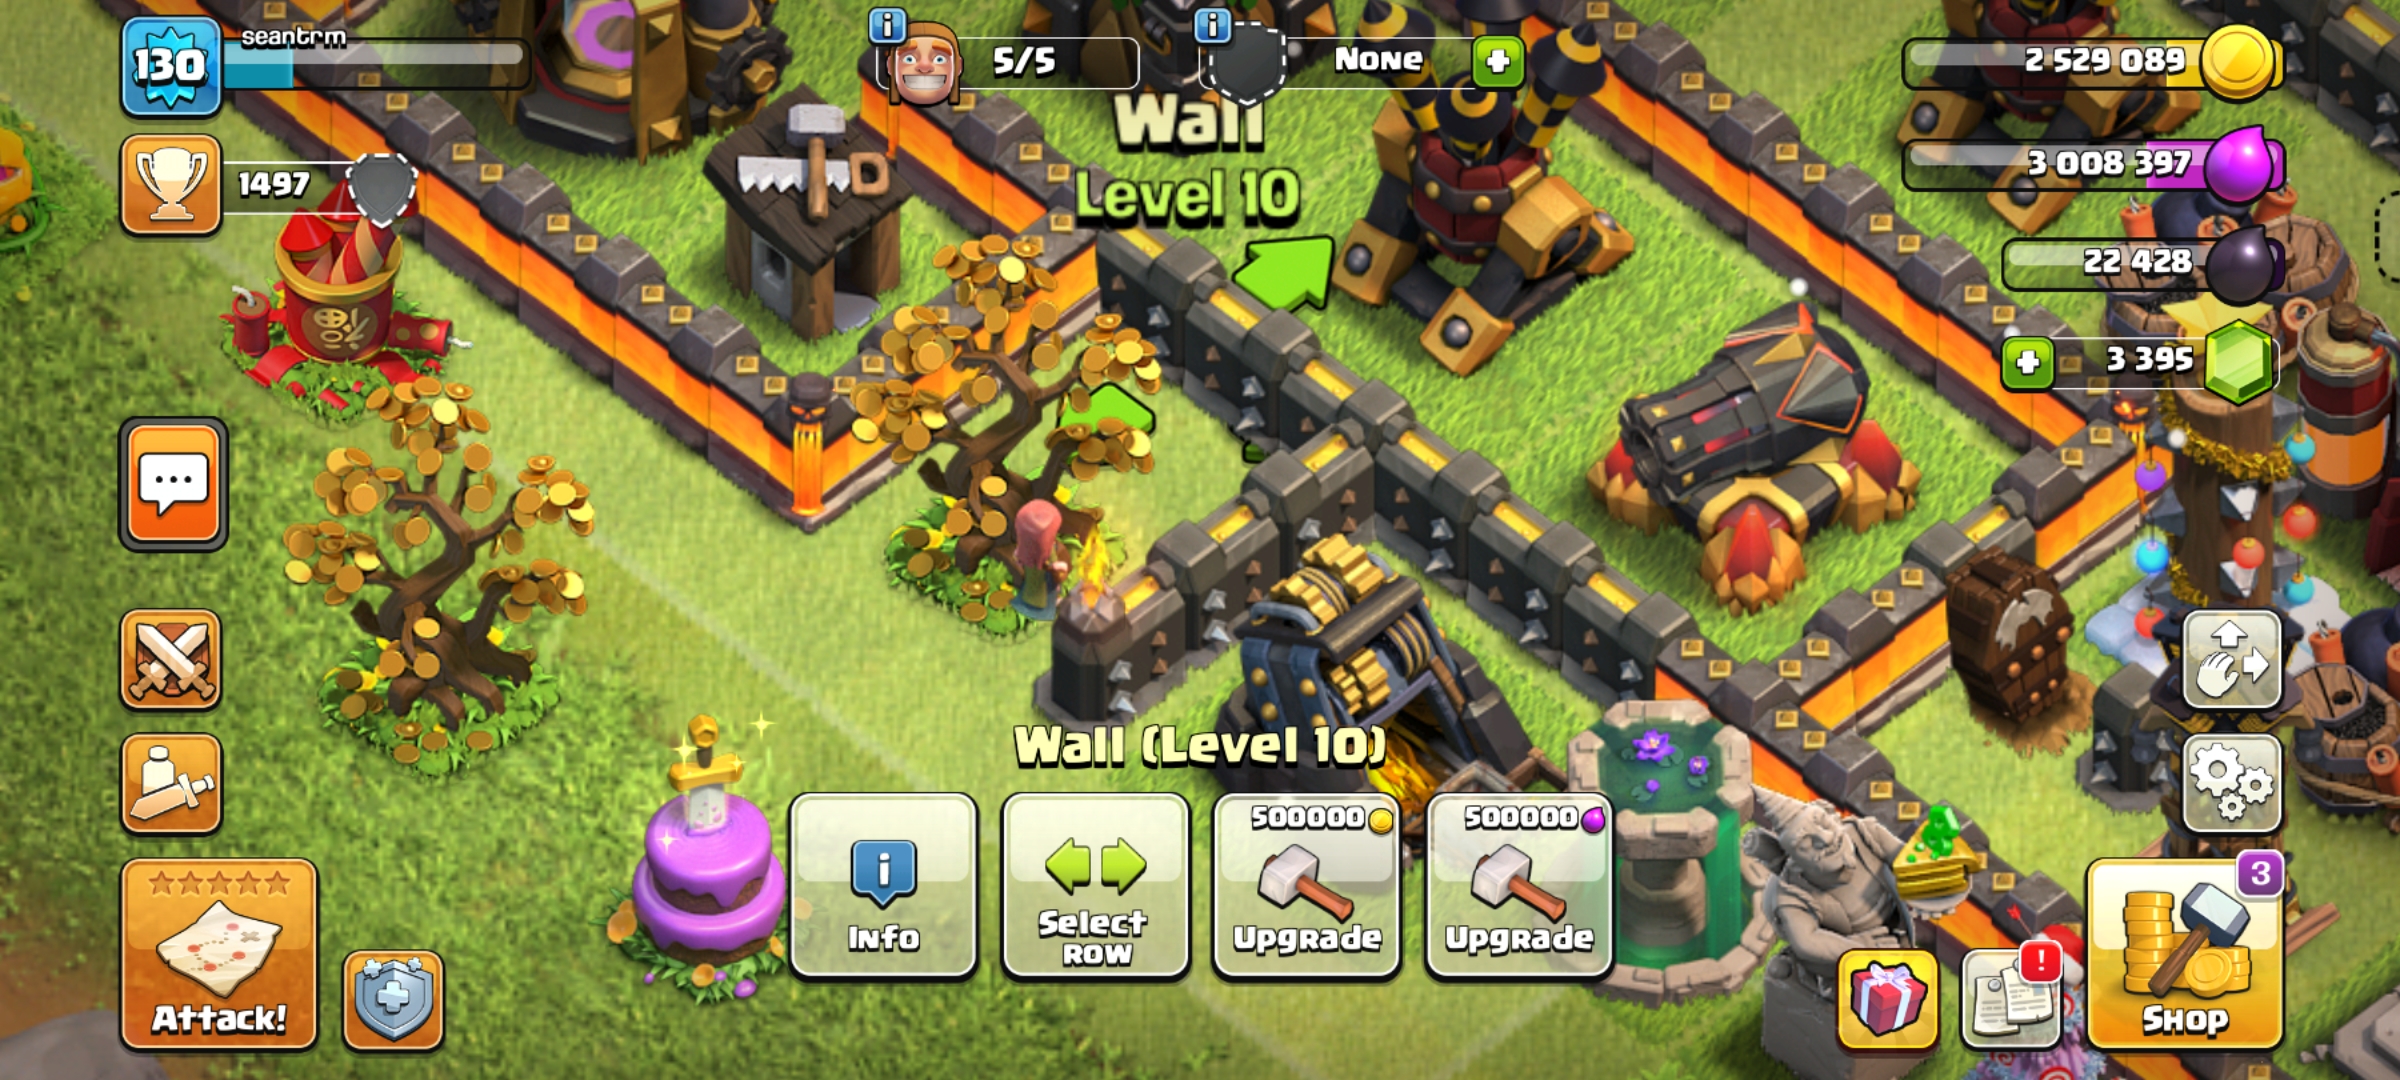 130
seantrm
5/5
None
2 529 089
1497
3 008 397
22 428
3 395
Wall
Level 10
Wall (Level 10)
Info
Select
Row
500000
Upgrade
500000
Upgrade
Attack!
3
Shop
!